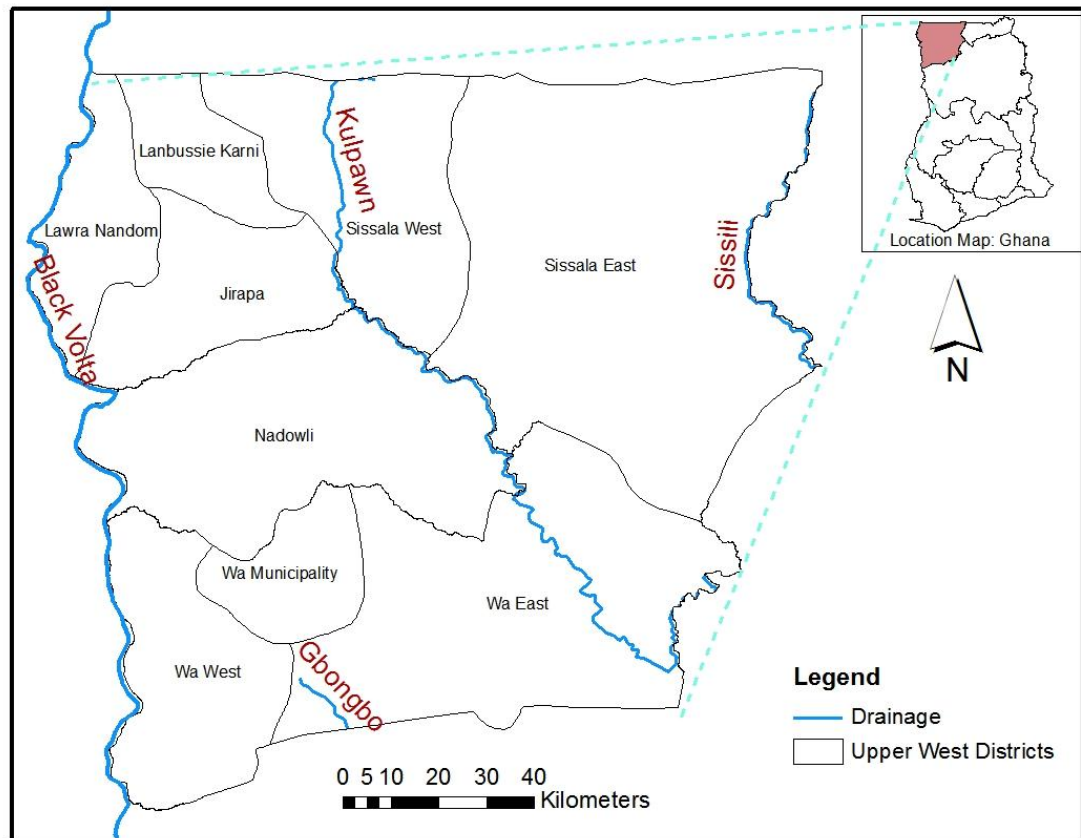 Kulpawn
Lanbussie Karni
Lawra Nandom
Sissala West
Sissili
Sissala East
Jirapa
Black Volta
Nadowli
Wa Municipality
Wa East
Wa West
Gbongbo
Location Map: Ghana
N
Legend
Drainage
Upper West Districts
0 5 10 20 30 40
Kilometers